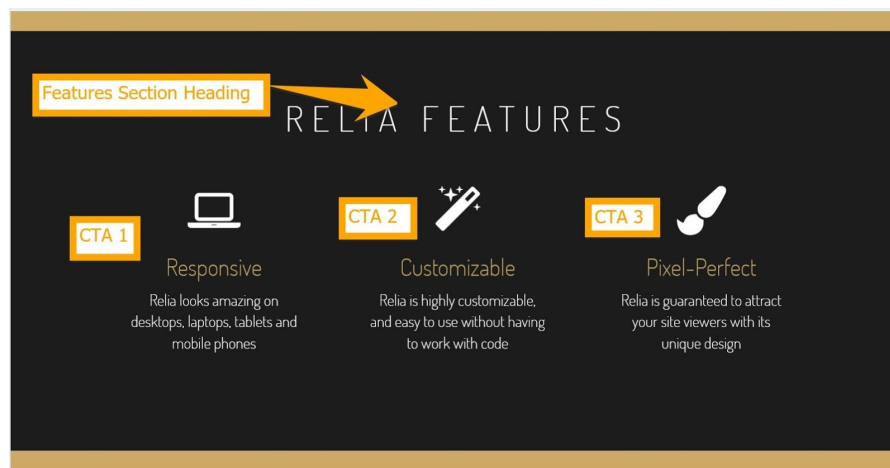 Features Section Heading
RELIA FEATURES
CTA 1
CTA 2
CTA 3
Responsive
Relia looks amazing on
desktops, laptops, tablets and
mobile phones
Customizable
Relia is highly customizable,
and easy to use without having
to work with code
Pixel-Perfect
Relia is guaranteed to attract
your site viewers with its
unique design